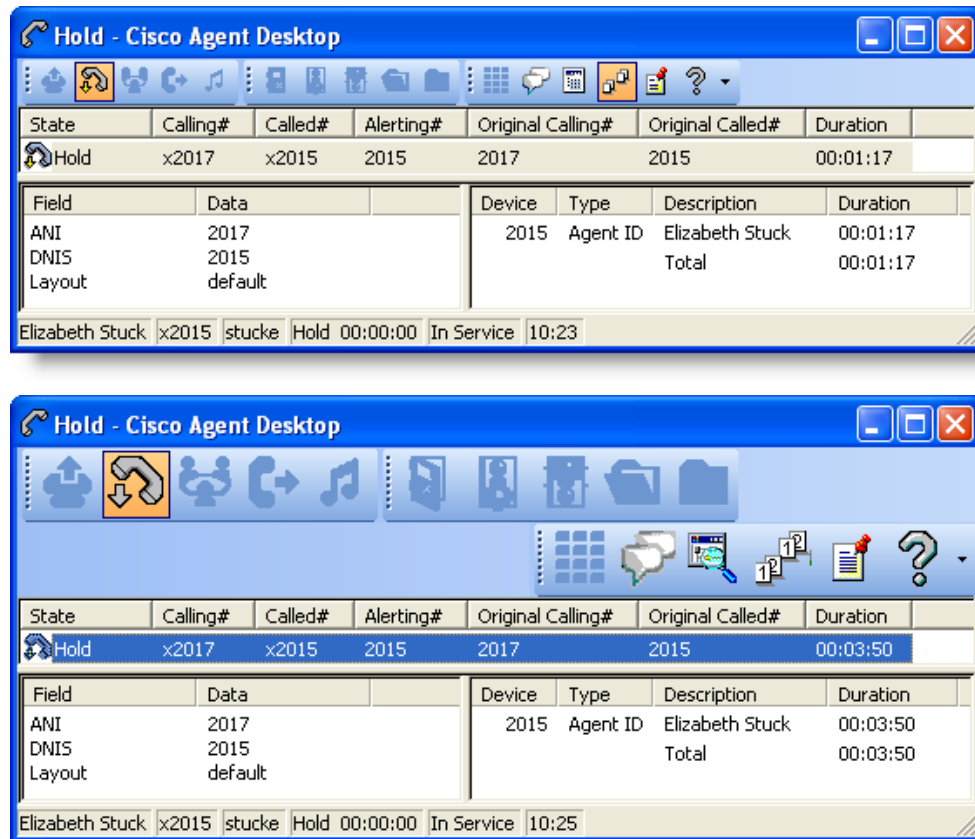 Hold - Cisco Agent Desktop
State Calling# Called# Alerting# Original Calling# Original Called# Duration
Hold x2017 x2015 2015 2017 2015 00:01:17
Field Data Device Type Description Duration
ANI 2017 2015 Agent ID Elizabeth Stuck 00:01:17
DNIS 2015 Total 00:01:17
Layout default
Elizabeth Stuck x2015 stucke Hold 00:00:00 In Service 10:23
Hold - Cisco Agent Desktop
1 2 1 2
State Calling# Called# Alerting# Original Calling# Original Called# Duration
Hold x2017 x2015 2015 2017 2015 00:03:50
Field Data Device Type Description Duration
ANI 2017 2015 Agent ID Elizabeth Stuck 00:03:50
DNIS 2015 Total 00:03:50
Layout default
Elizabeth Stuck x2015 stucke Hold 00:00:00 In Service 10:25